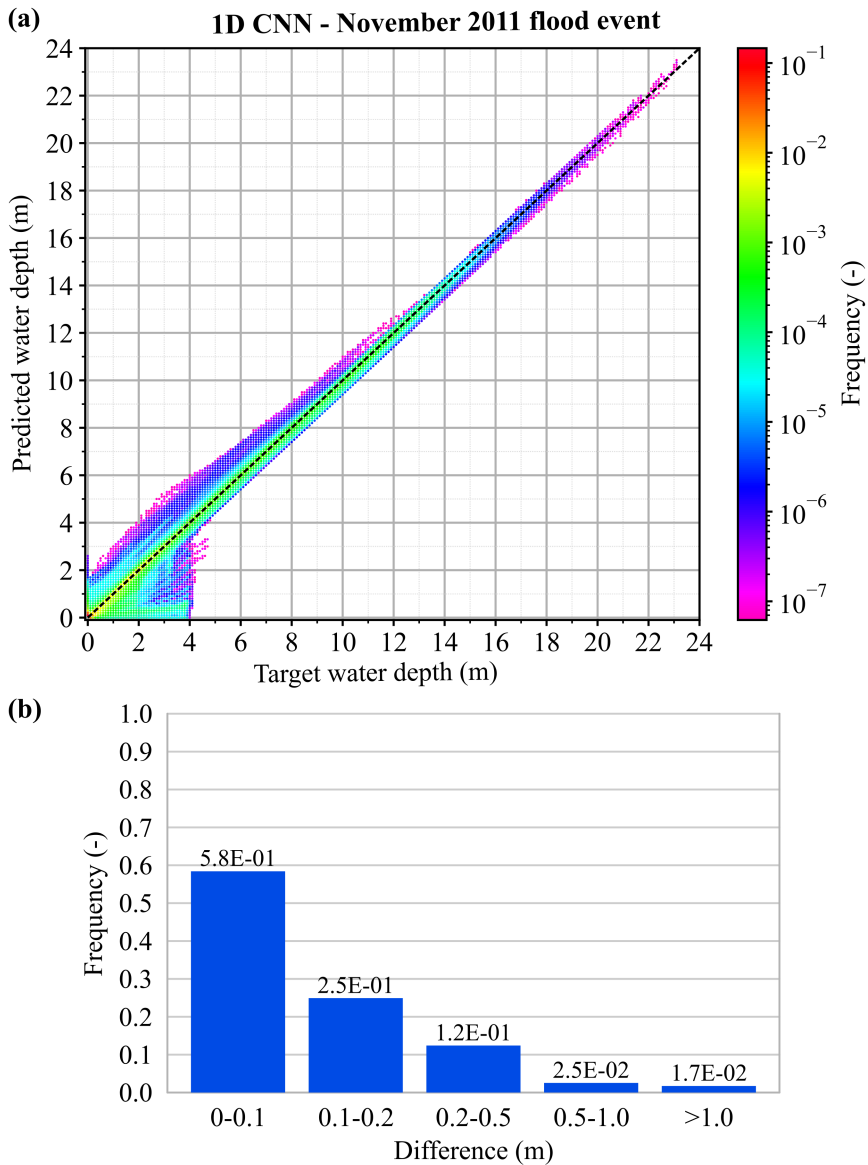 (a)
1D CNN - November 2011 flood event
24
22
20
18
16
14
12
10
8
6
4
2
0
Predicted water depth (m)
0 2 4 6 8 10 12 14 16 18 20 22 24
Target water depth (m)
10⁻¹
10⁻²
10⁻³
10⁻⁴
10⁻⁵
10⁻⁶
10⁻⁷
Frequency (-)
(b)
1.0
0.9
0.8
0.7
0.6
0.5
0.4
0.3
0.2
0.1
0.0
Frequency (-)
5.8E-01
2.5E-01
1.2E-01
2.5E-02
1.7E-02
0-0.1 0.1-0.2 0.2-0.5 0.5-1.0 >1.0
Difference (m)